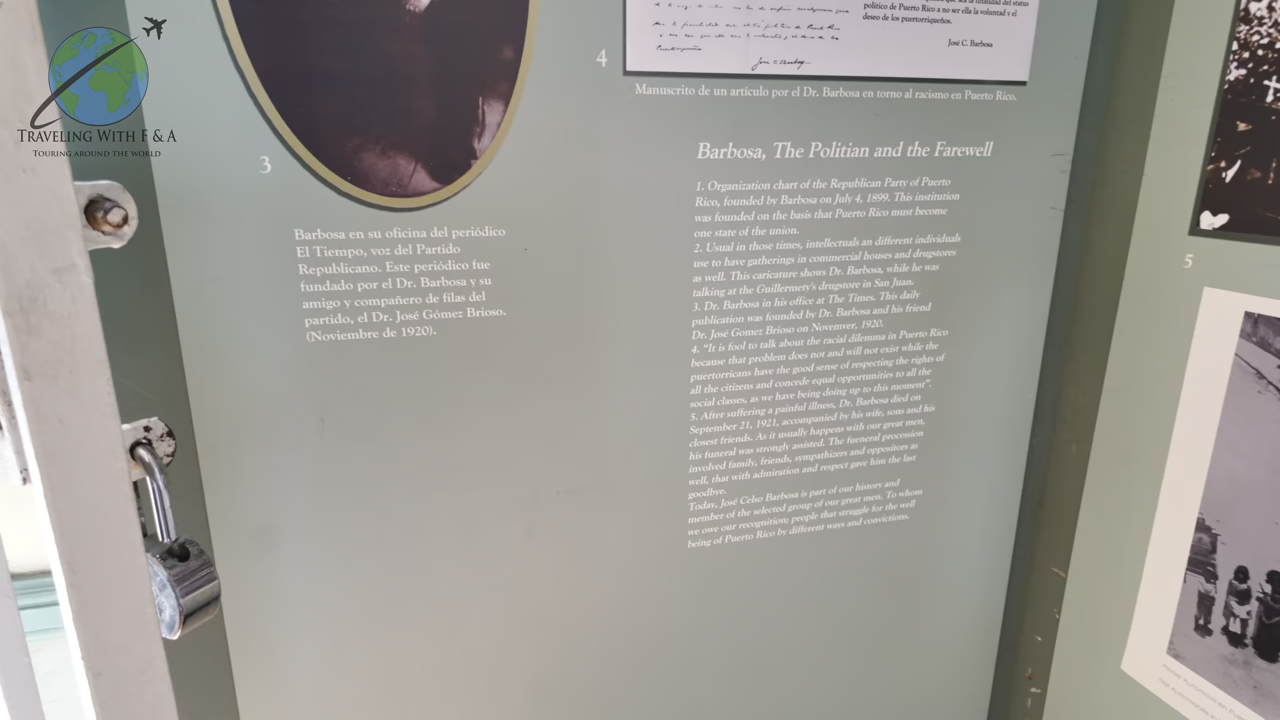 TRAVELING WITH F & A
TOURING AROUND THE WORLD
3
Barbosa en su oficina del periódico
El Tiempo, voz del Partido
Republicano. Este periódico fue
fundado por el Dr. Barbosa y su
amigo y compañero de filas del
partido, el Dr. José Gómez Brioso.
(Noviembre de 1920).
4
político de Puerto Rico a no ser ella la voluntad y el
deseo de los puertorriqueños.
José C. Barbosa
Manuscrito de un artículo por el Dr. Barbosa en torno al racismo en Puerto Rico.
Barbosa, The Politian and the Farewell
1. Organization chart of the Republican Party of Puerto
Rico, founded by Barbosa on July 4, 1899. This institution
was founded on the basis that Puerto Rico must become
one state of the union.
2. Usual in those times, intellectuals an different individuals
use to have gatherings in commercial houses and drugstores
as well. This caricature shows Dr. Barbosa, while he was
talking at the Guillermety's drugstore in San Juan.
3. Dr. Barbosa in his office at The Times. This daily
publication was founded by Dr. Barbosa and his friend
Dr. José Gomez Brioso on Novemver, 1920.
4. “It is fool to talk about the racial dilemma in Puerto Rico
because that problem does not and will not exist while the
puertorricans have the good sense of respecting the rights of
all the citizens and concede equal opportunities to all the
social classes, as we have being doing up to this moment”.
5. After suffering a painful illness, Dr. Barbosa died on
September 21, 1921, accompanied by his wife, sons and his
closest friends. As it usually happens with our great men,
his funeral was strongly assisted. The fueneral procession
involved family, friends, sympathizers and oppositors as
well, that with admiration and respect gave him the last
goodbye.
Today, José Celso Barbosa is part of our history and
member of the selected group of our great men. To whom
we owe our recognition; people that struggle for the well
being of Puerto Rico by different ways and convictions.
5